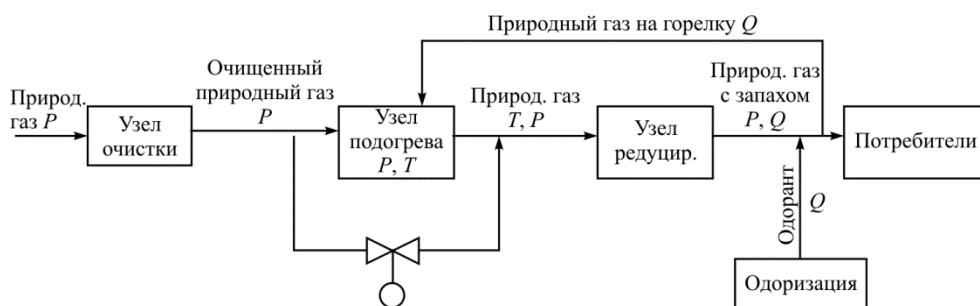 Природный газ на горелку Q
Природ.
газ P
Узел
очистки
Очищенный
природный газ
P
Узел
подогрева
P, T
Природ. газ
T, P
Узел
редуцир.
Природ. газ
с запахом
P, Q
Потребители
Одорант
Q
Одоризация